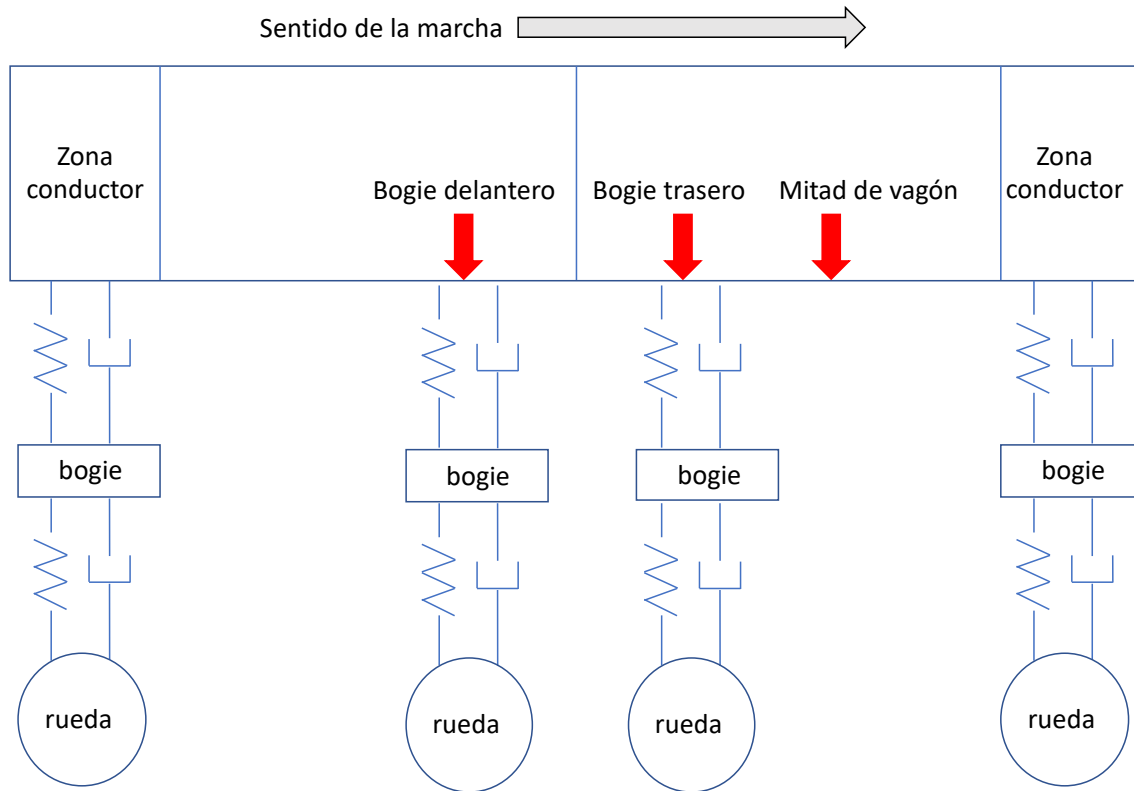 Sentido de la marcha
Zona
conductor
Bogie delantero
Bogie trasero
Mitad de vagón
Zona
conductor
bogie
bogie
bogie
bogie
rueda
rueda
rueda
rueda